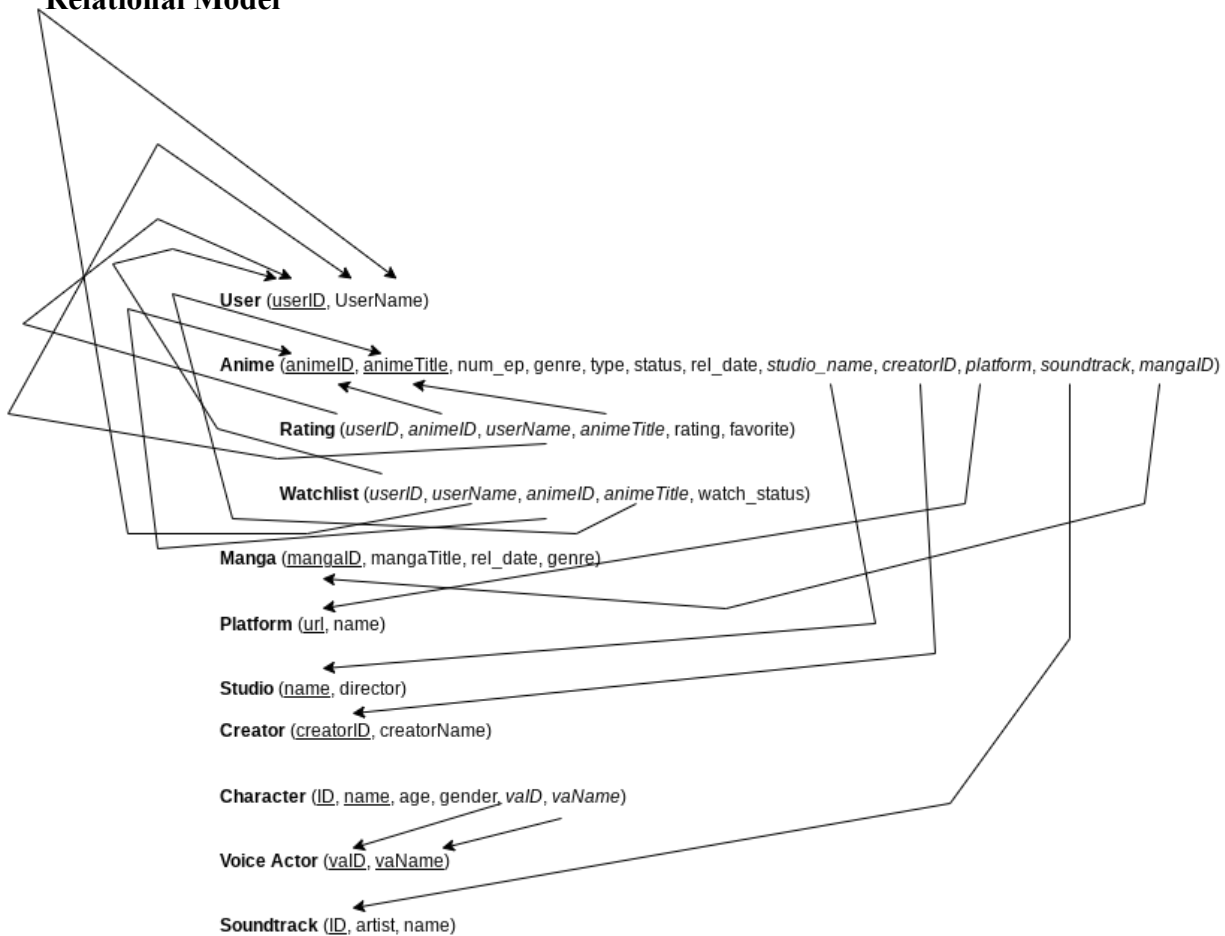 Relational Model
User (userID, UserName)
Anime (animeID, animeTitle, num_ep, genre, type, status, rel_date, studio_name, creatorID, platform, soundtrack, mangaID)
Rating (userID, animeID, userName, animeTitle, rating, favorite)
Watchlist (userID, userName, animeID, animeTitle, watch_status)
Manga (mangaID, mangaTitle, rel_date, genre)
Platform (url, name)
Studio (name, director)
Creator (creatorID, creatorName)
Character (ID, name, age, gender, vaID, vaName)
Voice Actor (vaID, vaName)
Soundtrack (ID, artist, name)